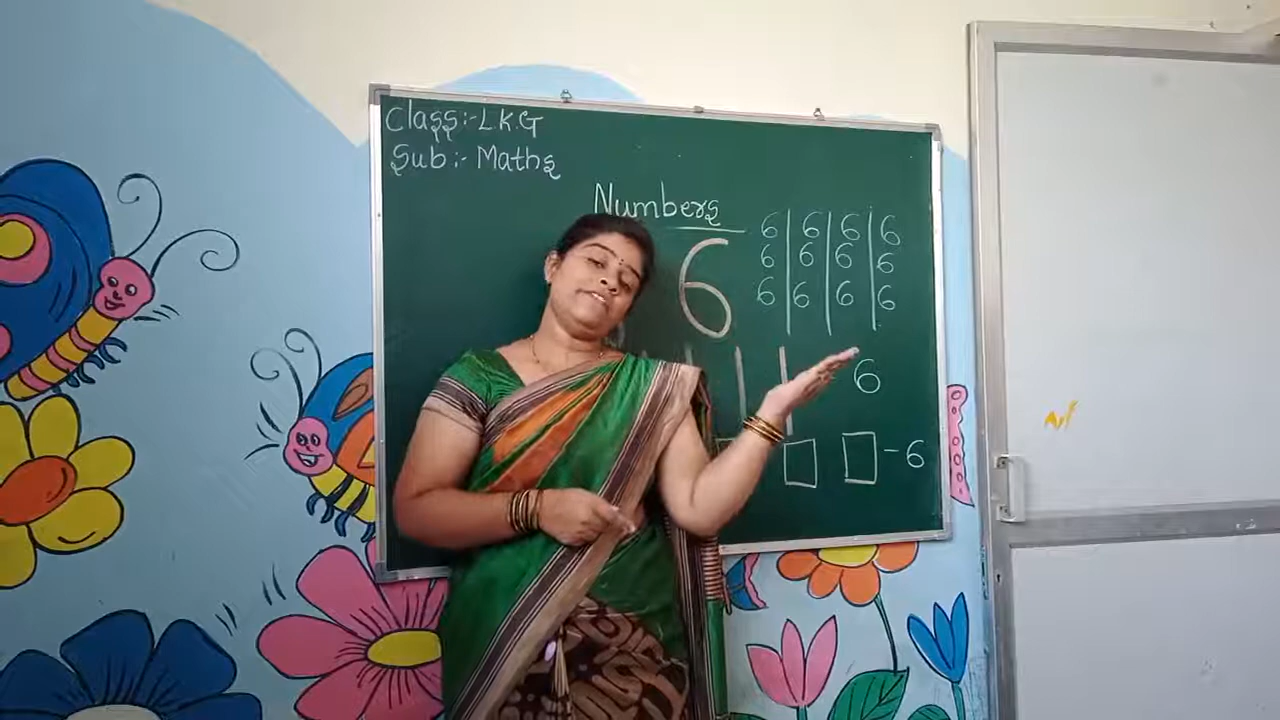 Class:- L.K.G
Sub:- Maths
Numbers
6
6 6 6 6
6 6 6 6
6 6 6 6
6
- 6